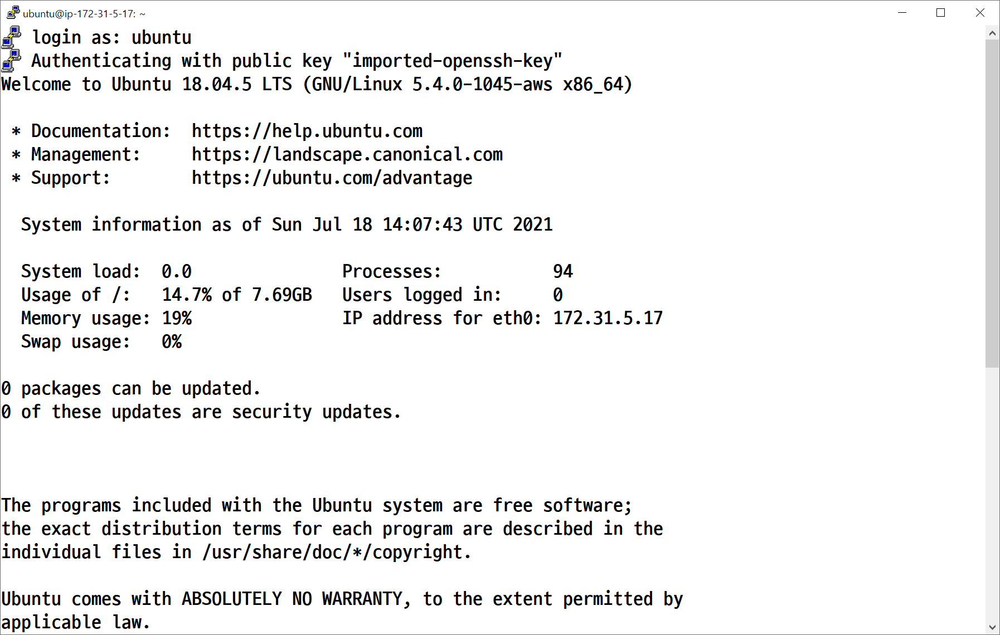 ubuntu@ip-172-31-5-17: ~
login as: ubuntu
Authenticating with public key "imported-openssh-key"
Welcome to Ubuntu 18.04.5 LTS (GNU/Linux 5.4.0-1045-aws x86_64)
* Documentation:  https://help.ubuntu.com
* Management:     https://landscape.canonical.com
* Support:        https://ubuntu.com/advantage
System information as of Sun Jul 18 14:07:43 UTC 2021
System load:  0.0               Processes:           94
Usage of /:   14.7% of 7.69GB   Users logged in:     0
Memory usage: 19%               IP address for eth0: 172.31.5.17
Swap usage:   0%
0 packages can be updated.
0 of these updates are security updates.
The programs included with the Ubuntu system are free software;
the exact distribution terms for each program are described in the
individual files in /usr/share/doc/*/copyright.
Ubuntu comes with ABSOLUTELY NO WARRANTY, to the extent permitted by
applicable law.